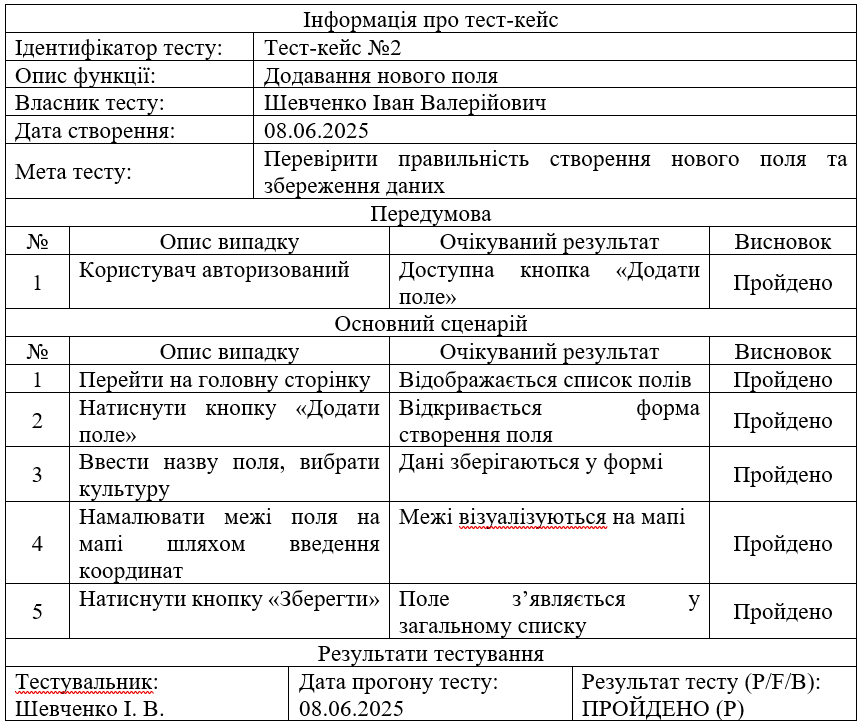 Інформація про тест-кейс
Ідентифікатор тесту: Тест-кейс №2
Опис функції: Додавання нового поля
Власник тесту: Шевченко Іван Валерійович
Дата створення: 08.06.2025
Мета тесту: Перевірити правильність створення нового поля та
збереження даних
Передумова
№ Опис випадку Очікуваний результат Висновок
1 Користувач авторизований Доступна кнопка «Додати
поле» Пройдено
Основний сценарій
№ Опис випадку Очікуваний результат Висновок
1 Перейти на головну сторінку Відображається список полів Пройдено
2 Натиснути кнопку «Додати
поле» Відкривається форма
створення поля Пройдено
3 Ввести назву поля, вибрати
культуру Дані зберігаються у формі Пройдено
4 Намалювати межі поля на
мапі шляхом введення
координат Межі візуалізуються на мапі Пройдено
5 Натиснути кнопку «Зберегти» Поле з’являється у
загальному списку Пройдено
Результати тестування
Тестувальник:
Шевченко І. В.
Дата прогону тесту:
08.06.2025
Результат тесту (P/F/B):
ПРОЙДЕНО (P)